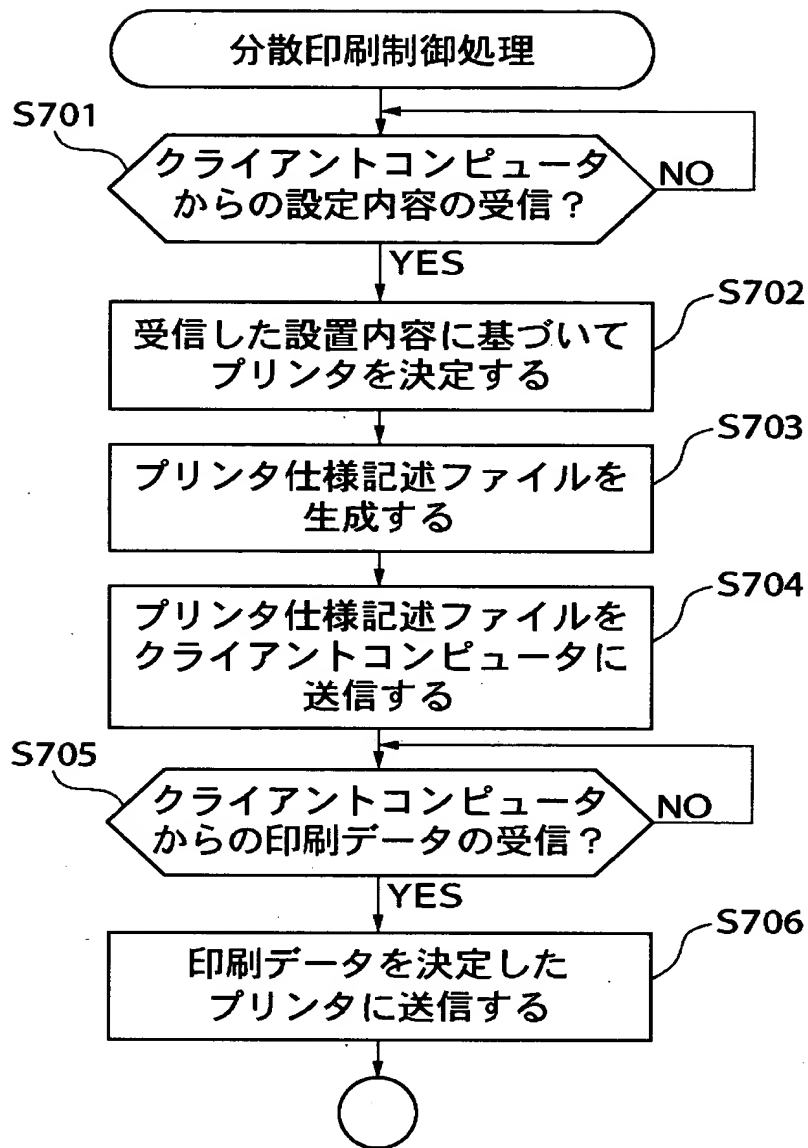 分散印刷制御処理
S701
クライアントコンピュータ
からの設定内容の受信？
NO
YES
S702
受信した設置内容に基づいて
プリンタを決定する
S703
プリンタ仕様記述ファイルを
生成する
S704
プリンタ仕様記述ファイルを
クライアントコンピュータに
送信する
S705
クライアントコンピュータ
からの印刷データの受信？
NO
YES
S706
印刷データを決定した
プリンタに送信する